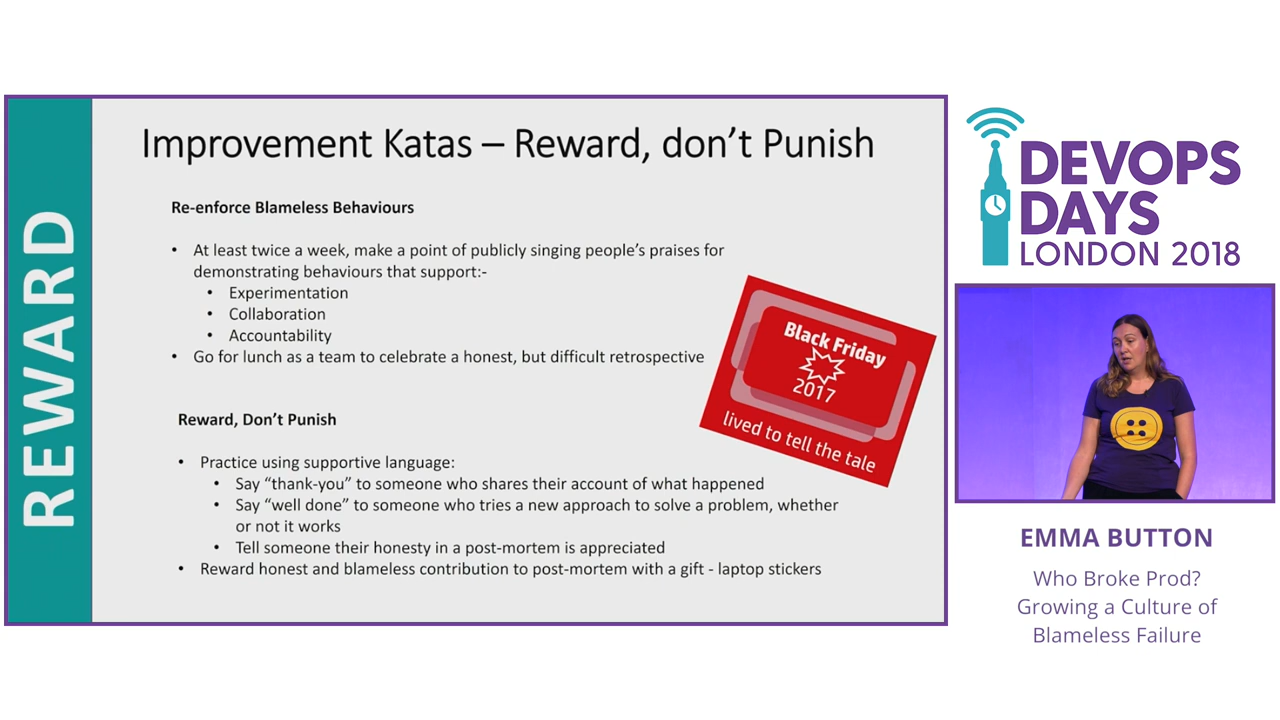 REWARD
Improvement Katas – Reward, don’t Punish
Re-enforce Blameless Behaviours
• At least twice a week, make a point of publicly singing people’s praises for
demonstrating behaviours that support:-
• Experimentation
• Collaboration
• Accountability
• Go for lunch as a team to celebrate a honest, but difficult retrospective
Black Friday
2017
lived to tell the tale
Reward, Don’t Punish
• Practice using supportive language:
• Say “thank-you” to someone who shares their account of what happened
• Say “well done” to someone who tries a new approach to solve a problem, whether
or not it works
• Tell someone their honesty in a post-mortem is appreciated
• Reward honest and blameless contribution to post-mortem with a gift - laptop stickers
DEVOPS
DAYS
LONDON 2018
EMMA BUTTON
Who Broke Prod?
Growing a Culture of
Blameless Failure